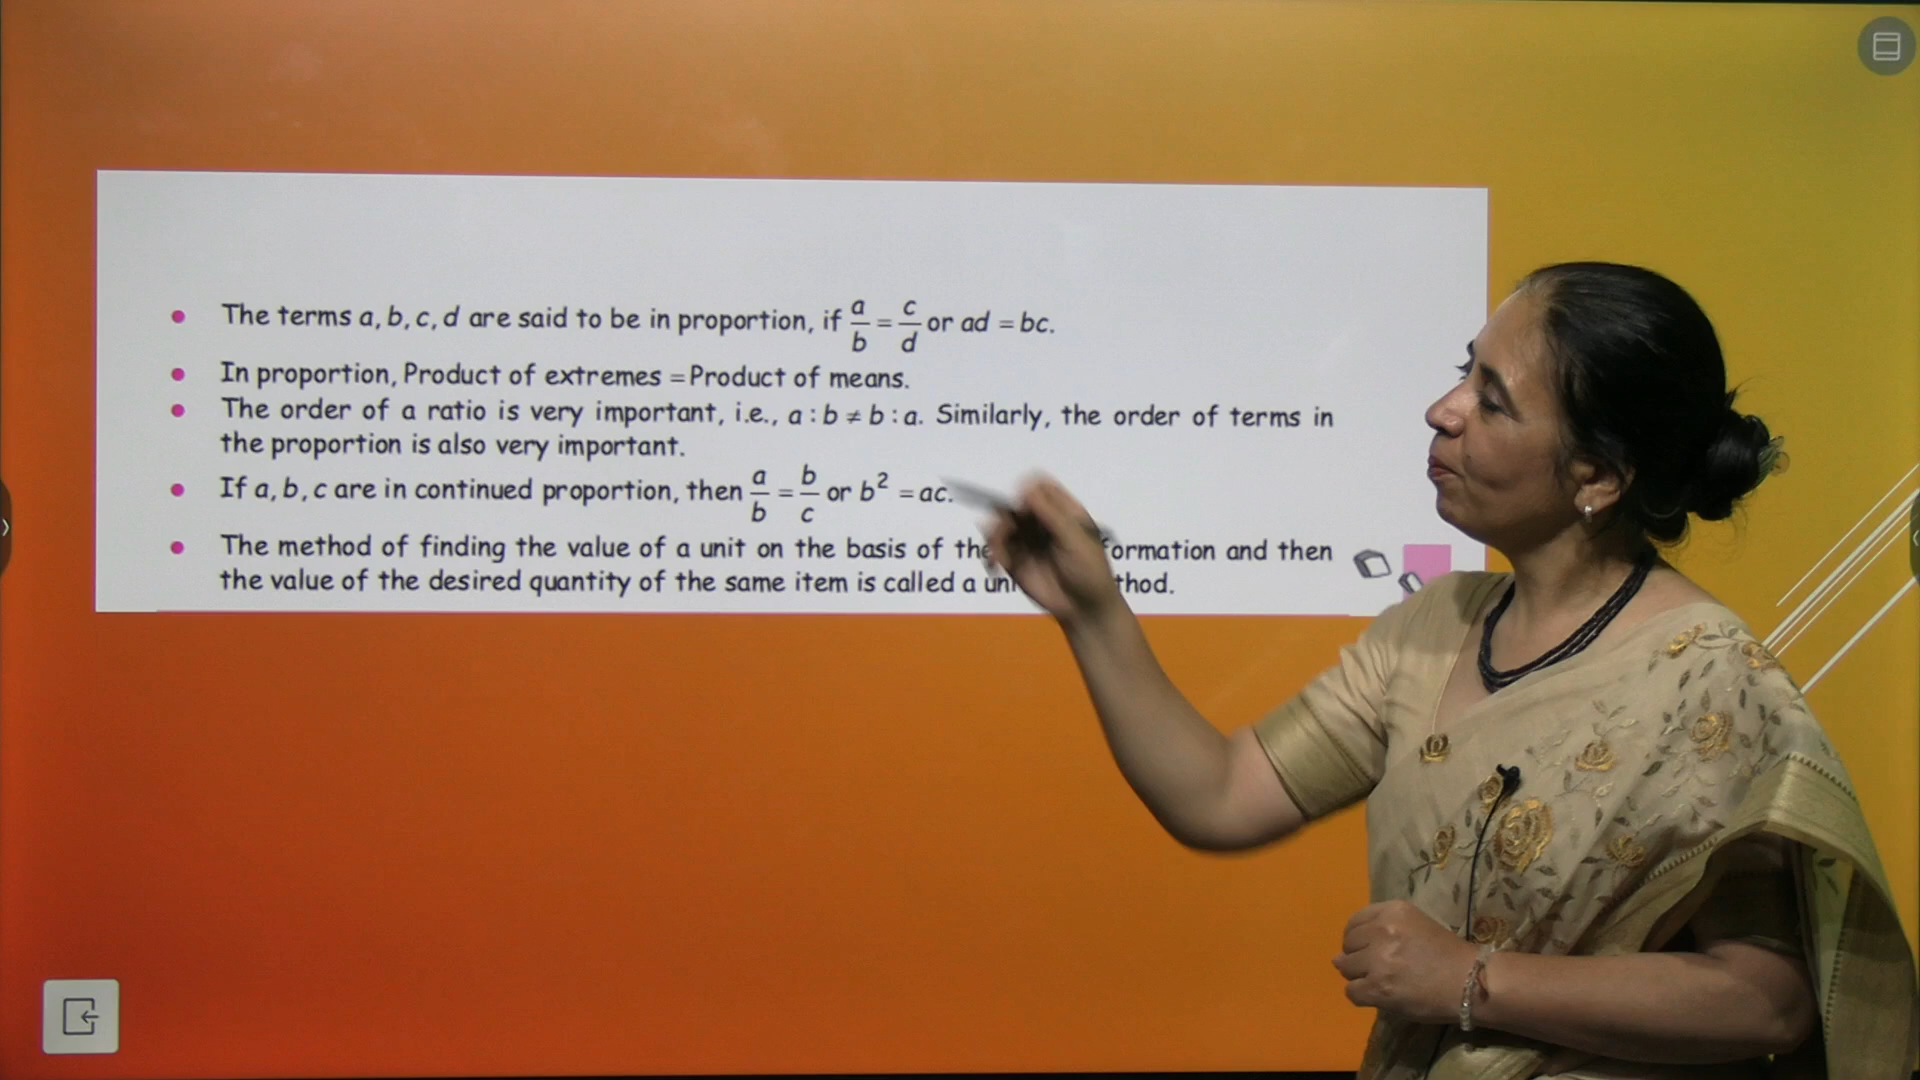 • The terms a, b, c, d are said to be in proportion, if a/b = c/d or ad = bc.
• In proportion, Product of extremes = Product of means.
• The order of a ratio is very important, i.e., a : b ≠ b : a. Similarly, the order of terms in
the proportion is also very important.
• If a, b, c are in continued proportion, then a/b = b/c or b² = ac.
• The method of finding the value of a unit on the basis of the ormation and then
the value of the desired quantity of the same item is called a uni thod.